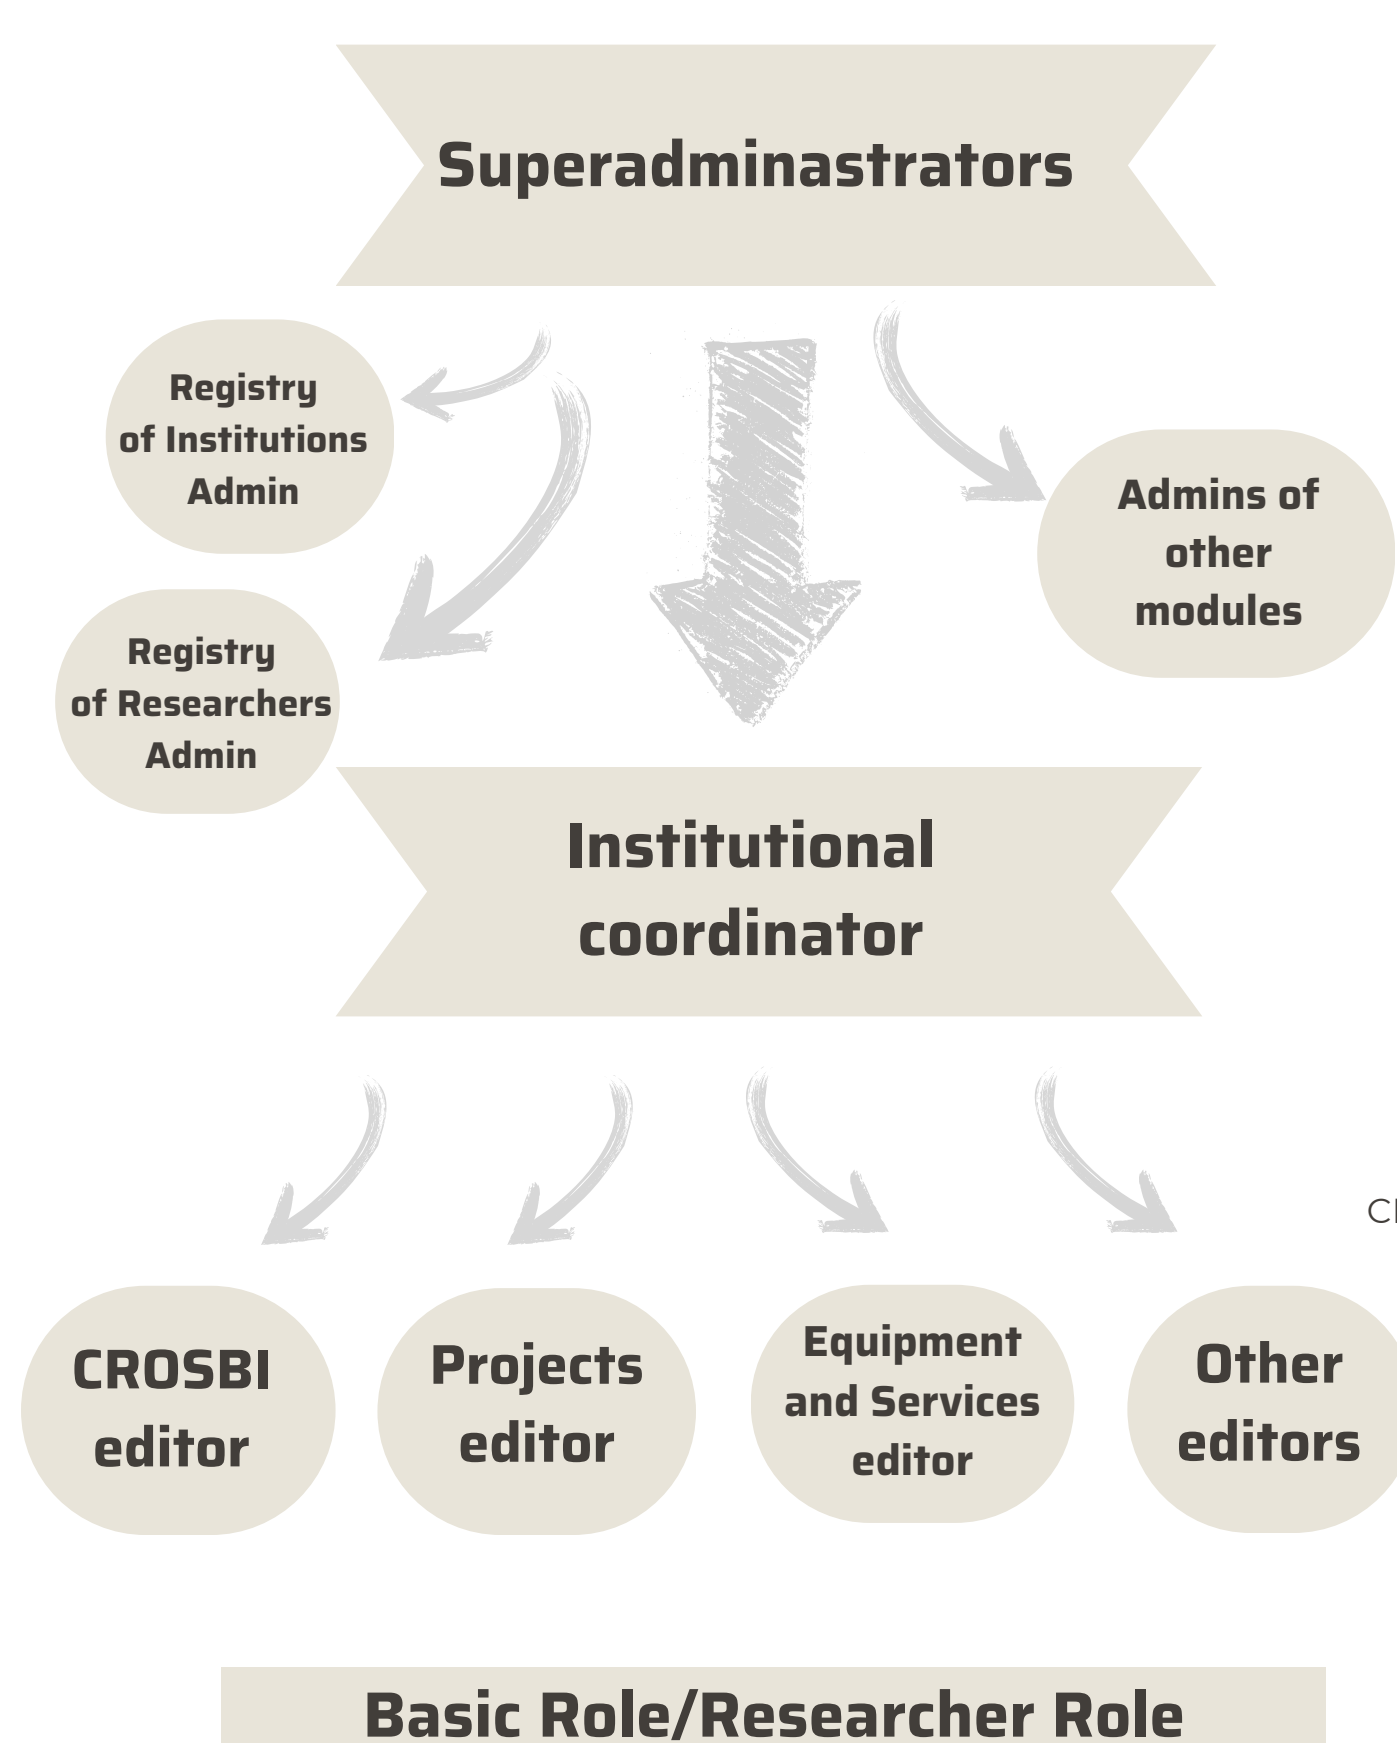 Superadminastrators
Registry
of Institutions
Admin
Admins of
other
modules
Registry
of Researchers
Admin
Institutional
coordinator
CROSBI
editor
Projects
editor
Equipment
and Services
editor
Other
editors
Basic Role/Researcher Role